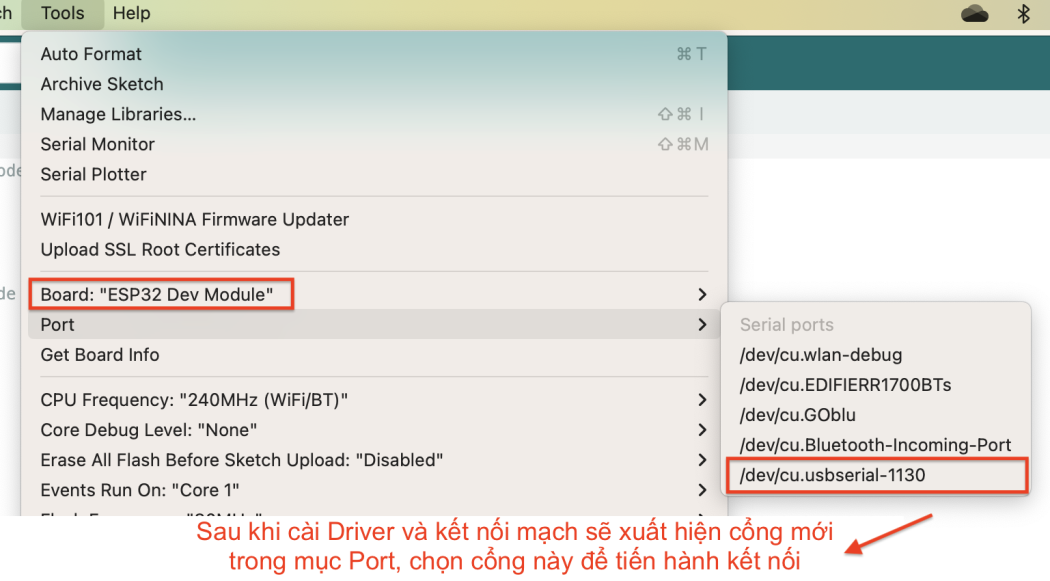 Tools Help
Auto Format ⌘ T
Archive Sketch
Manage Libraries... ⇧ ⌘ I
Serial Monitor ⇧ ⌘ M
Serial Plotter
WiFi101 / WiFiNINA Firmware Updater
Upload SSL Root Certificates
Board: "ESP32 Dev Module"
Port
Get Board Info
CPU Frequency: "240MHz (WiFi/BT)"
Core Debug Level: "None"
Erase All Flash Before Sketch Upload: "Disabled"
Events Run On: "Core 1"
Serial ports
/dev/cu.wlan-debug
/dev/cu.EDIFIERR1700BTs
/dev/cu.GOblu
/dev/cu.Bluetooth-Incoming-Port
/dev/cu.usbserial-1130
Sau khi cài Driver và kết nối mạch sẽ xuất hiện cổng mới
trong mục Port, chọn cổng này để tiến hành kết nối